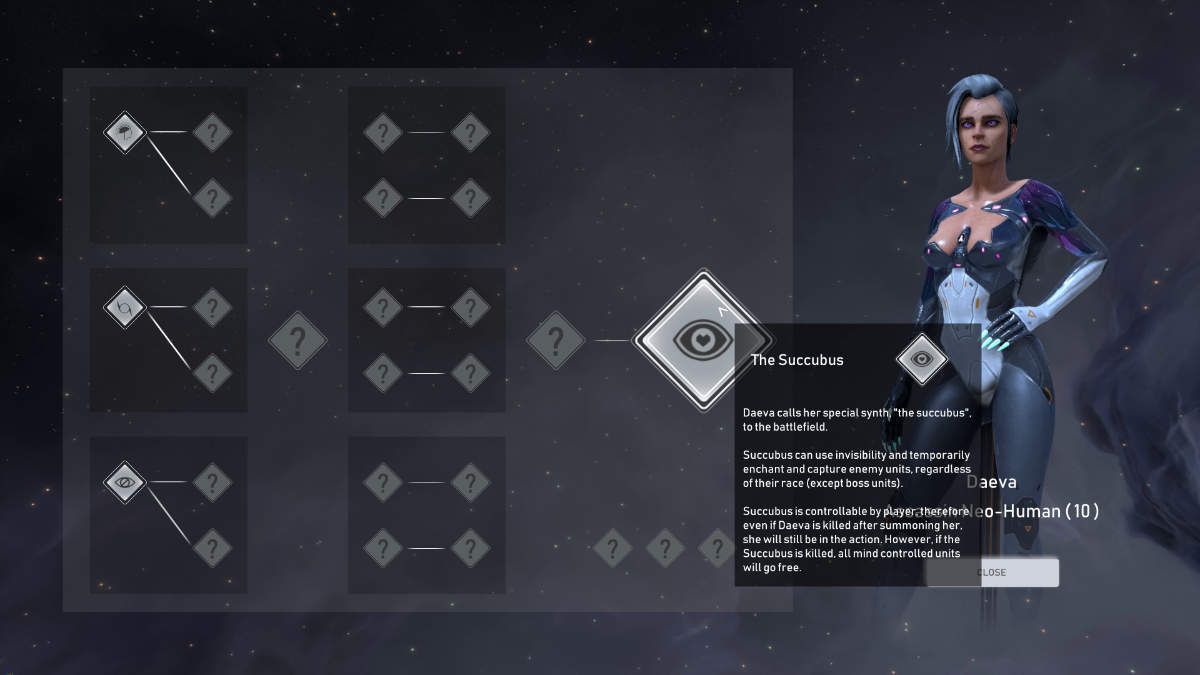 ?
?
?
?
?
?
?
?
?
?
?
?
?
?
The Succubus
?
?
?
?
Daeva calls her special synth, "the succubus",
to the battlefield.
Succubus can use invisibility and temporarily
enchant and capture enemy units, regardless
of their race (except boss units).
Daeva
?
?
?
?
Succubus is controllable by player, therefore
even if Daeva is killed after summoning her,
she will still be in the action. However, if the
Succubus is killed, all mind controlled units
will go free.
Neo-Human (10)
?
?
?
CLOSE